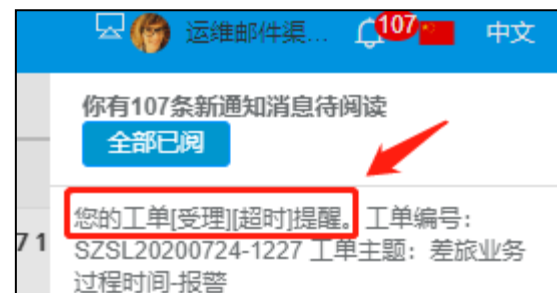 运维邮件渠... 107 中文
你有107条新通知消息待阅读
全部已阅
您的工单[受理][超时]提醒。工单编号:
7 1 SZSL20200724-1227 工单主题：差旅业务
过程时间-报警